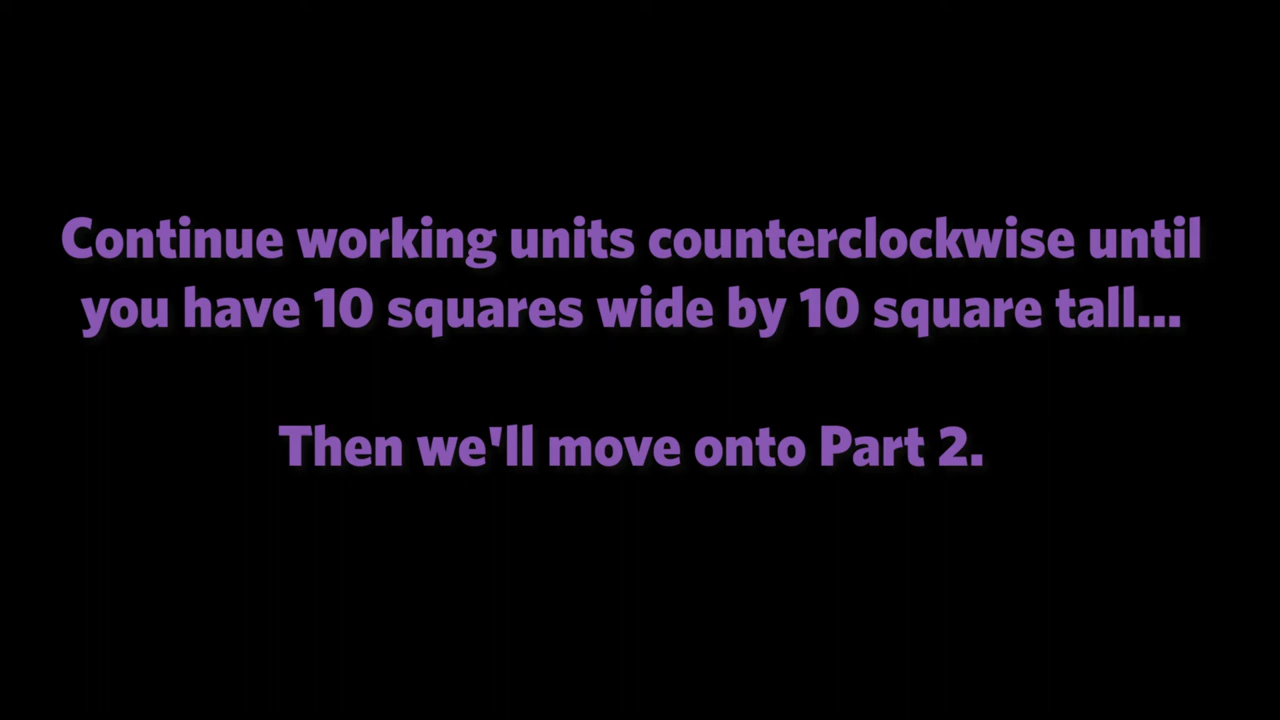 Continue working units counterclockwise until
you have 10 squares wide by 10 square tall...
Then we'll move onto Part 2.